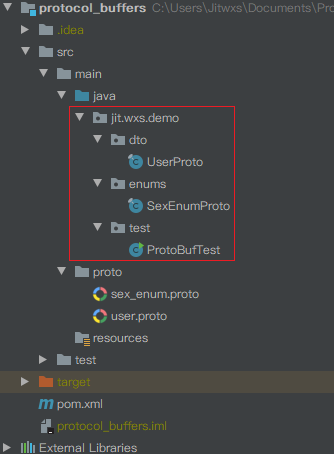 protocol_buffers C:\Users\Jitwxs\Documents\Pro
.idea
src
main
java
jit.wxs.demo
dto
UserProto
enums
SexEnumProto
test
ProtoBufTest
proto
sex_enum.proto
user.proto
resources
test
target
pom.xml
protocol_buffers.iml
External Libraries